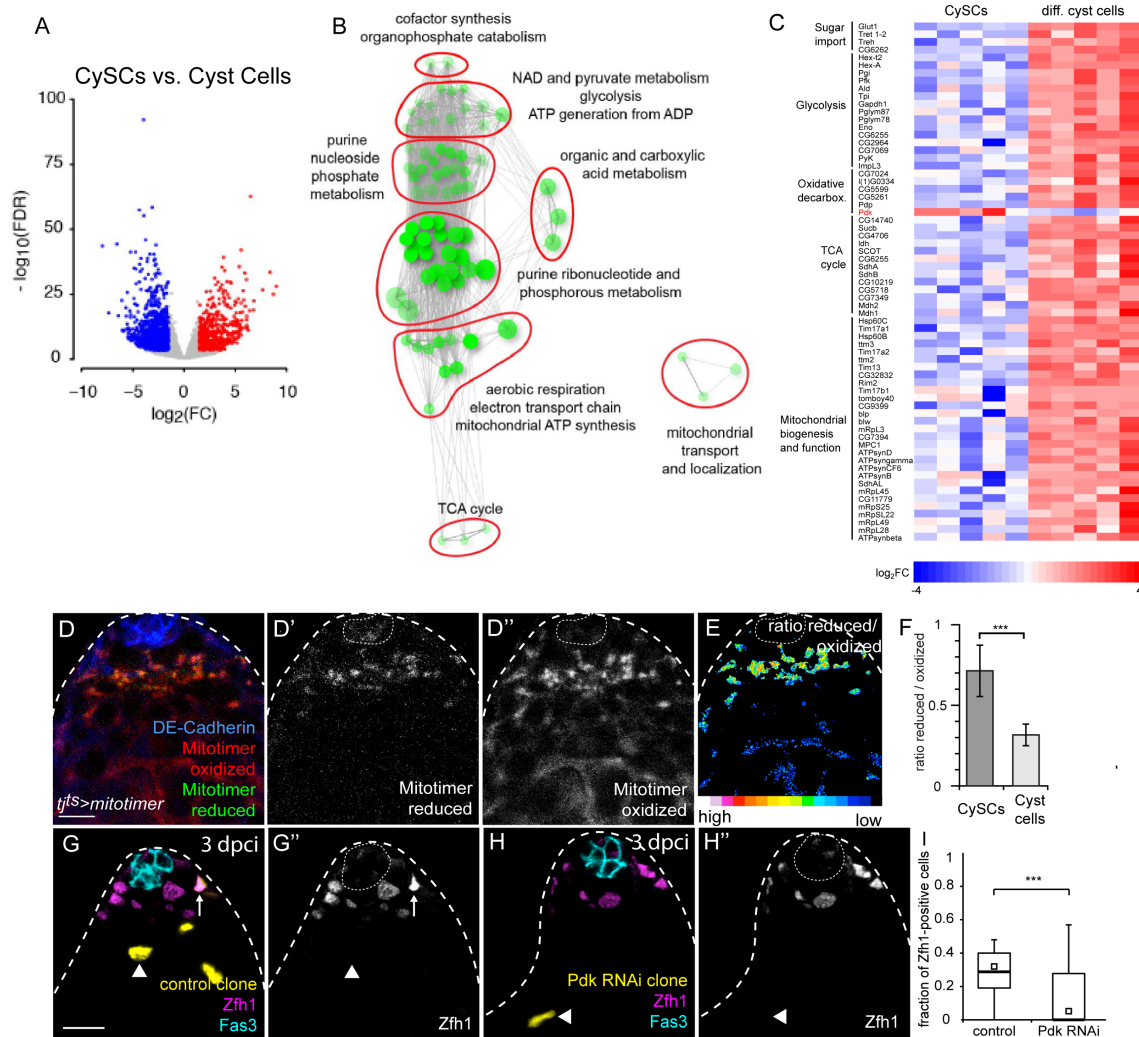 A
CySCs vs. Cyst Cells
100
75
50
25
0
- log10(FDR)
−10
−5
0
5
10
log2(FC)
B
cofactor synthesis
organophosphate catabolism
NAD and pyruvate metabolism
glycolysis
ATP generation from ADP
purine
nucleoside
phosphate
metabolism
organic and carboxylic
acid metabolism
purine ribonucleotide and
phosphorous metabolism
aerobic respiration
electron transport chain
mitochondrial ATP synthesis
mitochondrial
transport
and localization
TCA cycle
C
CySCs
diff. cyst cells
Sugar
import
Glycolysis
Oxidative
decarbox.
TCA
cycle
Mitochondrial
biogenesis
and function
Glut1
Tret 1-2
Treh
CG6262
Hex-t2
Hex-A
Pgi
Pfk
Ald
Tpi
Gapdh1
Pglym87
Pglym78
Eno
CG6255
CG2964
CG7069
PyK
ImpL3
CG7024
l(1)G0334
CG5599
CG5261
Pdp
Pdk
CG14740
Sucb
CG4706
Idh
SCOT
CG6255
SdhA
SdhB
CG10219
CG5718
CG7349
Mdh2
Mdh1
Hsp60C
Tim17a1
Hsp60B
ttm3
Tim17a2
ttm2
Tim13
CG32832
Rim2
Tim17b1
tomboy40
CG9399
blp
blw
mRpL3
CG7394
MPC1
ATPsynD
ATPsyngamma
ATPsynCF6
ATPsynB
SdhAL
mRpL45
CG11779
mRpS25
mRpSL22
mRpL49
mRpL28
ATPsynbeta
log2FC
-4
4
D
DE-Cadherin
Mitotimer
oxidized
Mitotimer
reduced
tjts>mitotimer
D'
Mitotimer
reduced
D''
Mitotimer
oxidized
E
ratio reduced/
oxidized
high
low
F
***
1
0.5
0
ratio reduced / oxidized
CySCs
Cyst
cells
G
3 dpci
control clone
Zfh1
Fas3
G''
Zfh1
H
3 dpci
Pdk RNAi clone
Zfh1
Fas3
H''
Zfh1
I
***
1
0.8
0.6
0.4
0.2
0
fraction of Zfh1-positive cells
control
Pdk RNAi